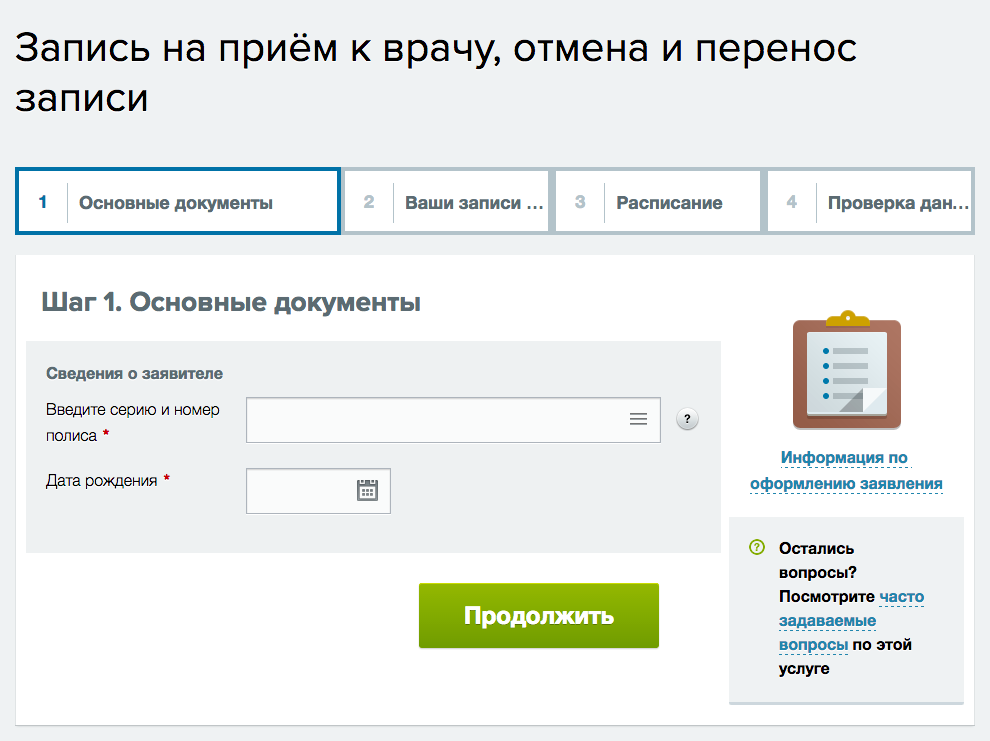 Запись на приём к врачу, отмена и перенос
записи
1 Основные документы
2 Ваши записи ...
3 Расписание
4 Проверка дан...
Шаг 1. Основные документы
Сведения о заявителе
Введите серию и номер
полиса *
?
Дата рождения *
Продолжить
Информация по
оформлению заявления
? Остались
вопросы?
Посмотрите часто
задаваемые
вопросы по этой
услуге